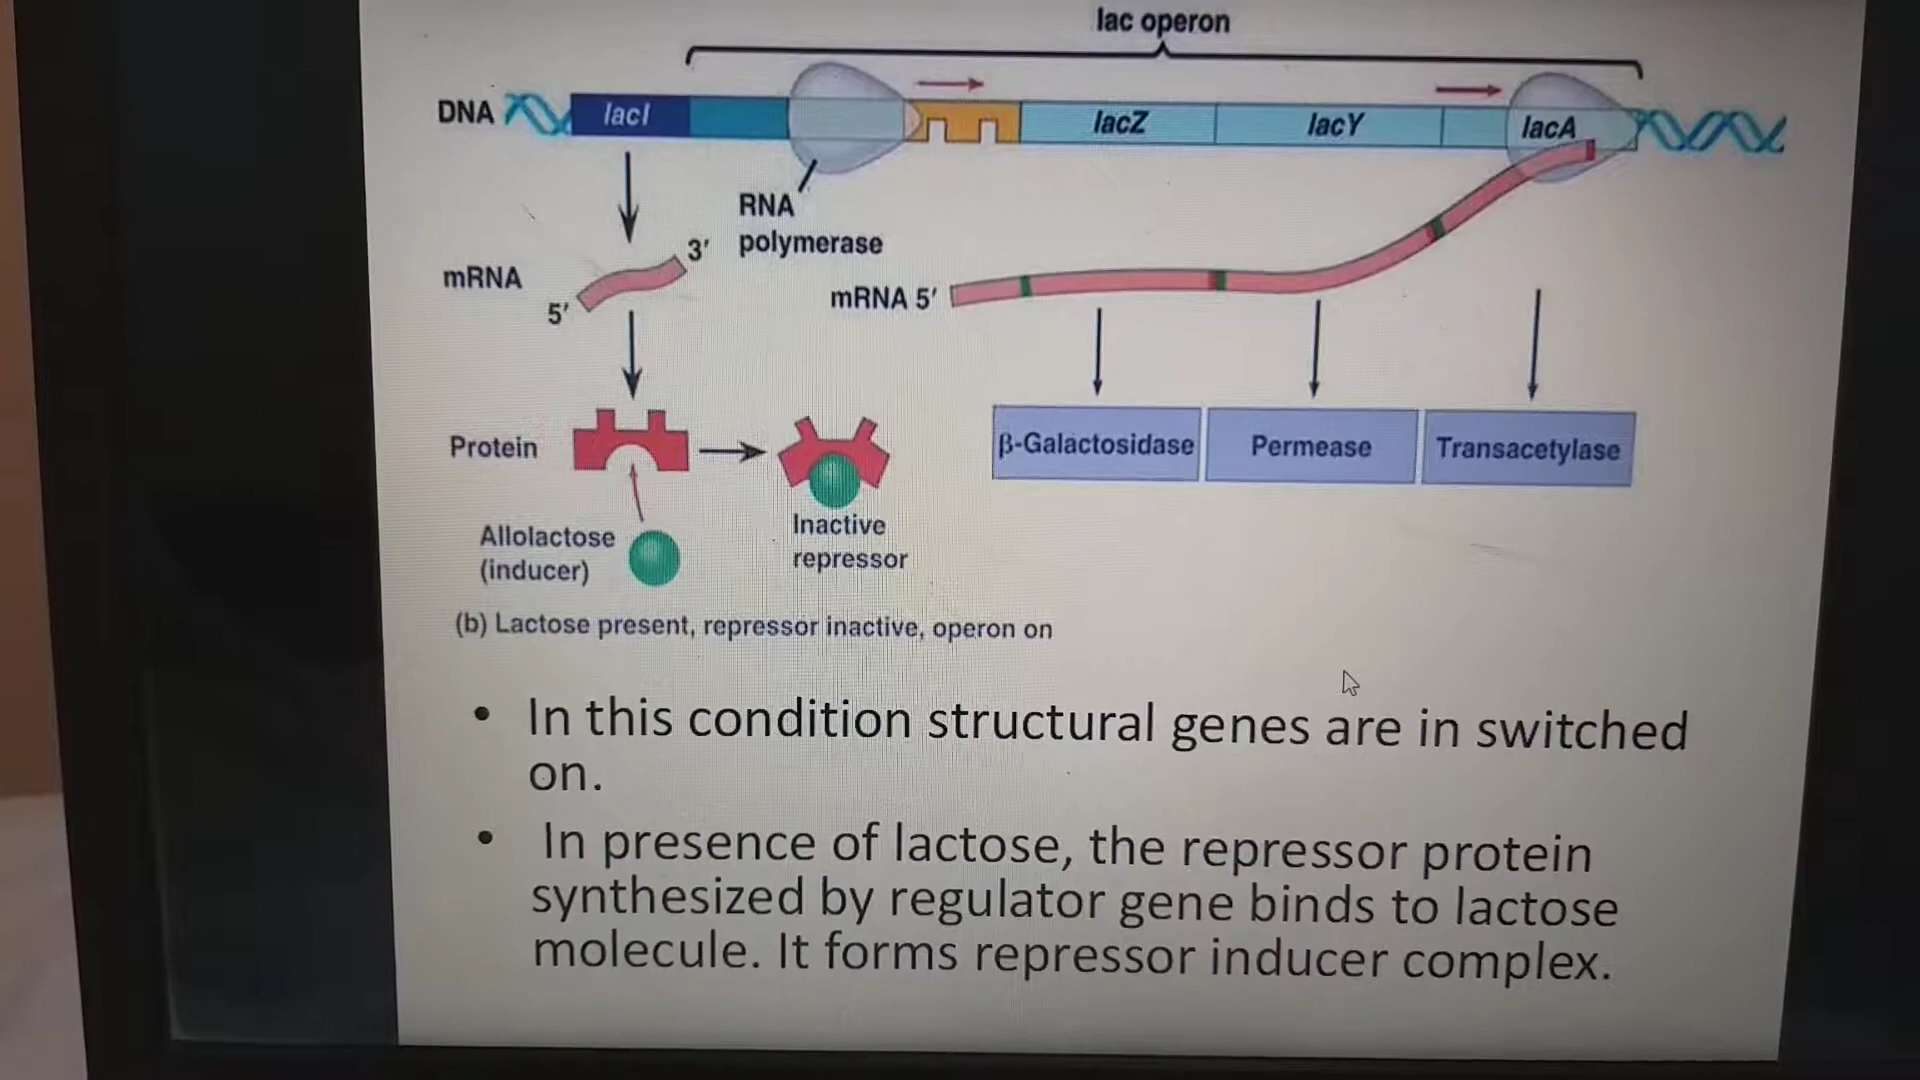 lac operon
DNA
lacI
lacZ
lacY
lacA
RNA
polymerase
mRNA
5′
3′
mRNA 5′
Protein
β-Galactosidase
Permease
Transacetylase
Allolactose
(inducer)
Inactive
repressor
(b) Lactose present, repressor inactive, operon on
• In this condition structural genes are in switched
on.
• In presence of lactose, the repressor protein
synthesized by regulator gene binds to lactose
molecule. It forms repressor inducer complex.